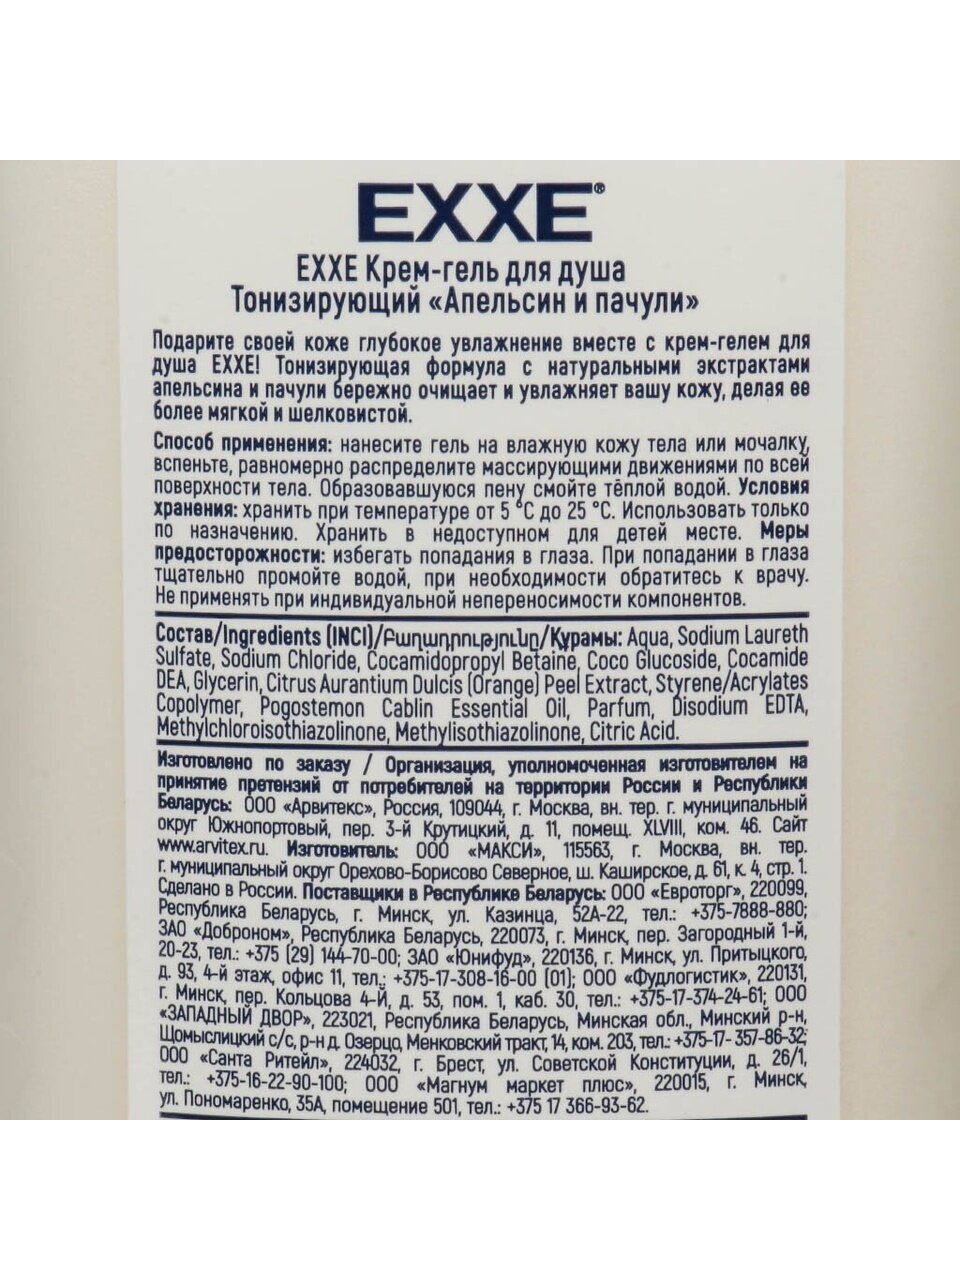 EXXE®
EXXE Крем-гель для душа
Тонизирующий «Апельсин и пачули»
Подарите своей коже глубокое увлажнение вместе с крем-гелем для
душа EXXE! Тонизирующая формула с натуральными экстрактами
апельсина и пачули бережно очищает и увлажняет вашу кожу, делая ее
более мягкой и шелковистой.
Способ применения: нанесите гель на влажную кожу тела или мочалку,
вспеньте, равномерно распределите массирующими движениями по всей
поверхности тела. Образовавшуюся пену смойте тёплой водой. Условия
хранения: хранить при температуре от 5 °C до 25 °C. Использовать только
по назначению. Хранить в недоступном для детей месте. Меры
предосторожности: избегать попадания в глаза. При попадании в глаза
тщательно промойте водой, при необходимости обратитесь к врачу.
Не применять при индивидуальной непереносимости компонентов.
Состав/Ingredients (INCI)/Բաղադրությունը/Құрамы: Aqua, Sodium Laureth
Sulfate, Sodium Chloride, Cocamidopropyl Betaine, Coco Glucoside, Cocamide
DEA, Glycerin, Citrus Aurantium Dulcis (Orange) Peel Extract, Styrene/Acrylates
Copolymer, Pogostemon Cablin Essential Oil, Parfum, Disodium EDTA,
Methylchloroisothiazolinone, Methylisothiazolinone, Citric Acid.
Изготовлено по заказу / Организация, уполномоченная изготовителем на
принятие претензий от потребителей на территории России и Республики
Беларусь: ООО «Арвитекс», Россия, 109044, г. Москва, вн. тер. г. муниципальный
округ Южнопортовый, пер. 3-й Крутицкий, д. 11, помещ. XLVIII, ком. 46. Сайт
www.arvitex.ru. Изготовитель: ООО «МАКСИ», 115563, г. Москва, вн. тер.
г. муниципальный округ Орехово-Борисово Северное, ш. Каширское, д. 61, к. 4, стр. 1.
Сделано в России. Поставщики в Республике Беларусь: ООО «Евроторг», 220099,
Республика Беларусь, г. Минск, ул. Казинца, 52А-22, тел.: +375-7888-880;
ЗАО «Доброном», Республика Беларусь, 220073, г. Минск, пер. Загородный 1-й,
20-23, тел.: +375 (29) 144-70-00; ЗАО «Юнифуд», 220136, г. Минск, ул. Притыцкого,
д. 93, 4-й этаж, офис 11, тел.: +375-17-308-16-00 (01); ООО «Фудлогистик», 220131,
г. Минск, пер. Кольцова 4-Й, д. 53, пом. 1, каб. 30, тел.: +375-17-374-24-61; ООО
«ЗАПАДНЫЙ ДВОР», 223021, Республика Беларусь, Минская обл., Минский р-н,
Щомыслицкий с/с, р-н д. Озерцо, Менковский тракт, 14, ком. 203, тел.: +375-17- 357-86-32;
ООО «Санта Ритейл», 224032, г. Брест, ул. Советской Конституции, д. 26/1,
тел.: +375-16-22-90-100; ООО «Магнум маркет плюс», 220015, г. Минск,
ул. Пономаренко, 35А, помещение 501, тел.: +375 17 366-93-62.